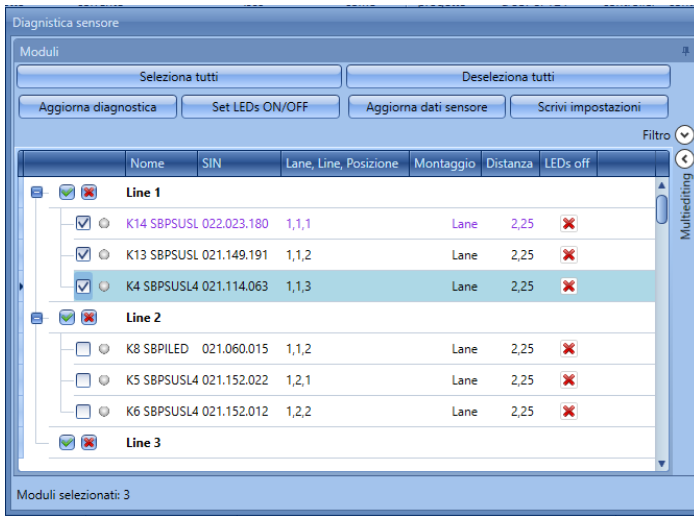 Diagnostica sensore
Moduli
Seleziona tutti Deseleziona tutti
Aggiorna diagnostica Set LEDs ON/OFF Aggiorna dati sensore Scrivi impostazioni
Filtro
Multiediting
Nome SIN Lane, Line, Posizione Montaggio Distanza LEDs off
Line 1
K14 SBPSUSL 022.023.180 1,1,1 Lane 2,25
K13 SBPSUSL 021.149.191 1,1,2 Lane 2,25
K4 SBPSUSL4 021.114.063 1,1,3 Lane 2,25
Line 2
K8 SBPILED 021.060.015 1,1,2 Lane 2,25
K5 SBPSUSL4 021.152.022 1,2,1 Lane 2,25
K6 SBPSUSL4 021.152.012 1,2,2 Lane 2,25
Line 3
Moduli selezionati: 3